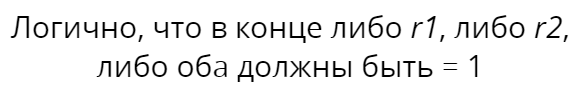 Логично, что в конце либо r1, либо r2,
либо оба должны быть = 1